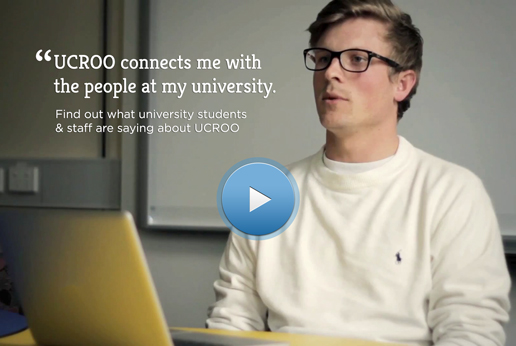 “UCROO connects me with
the people at my university.
Find out what university students
& staff are saying about UCROO